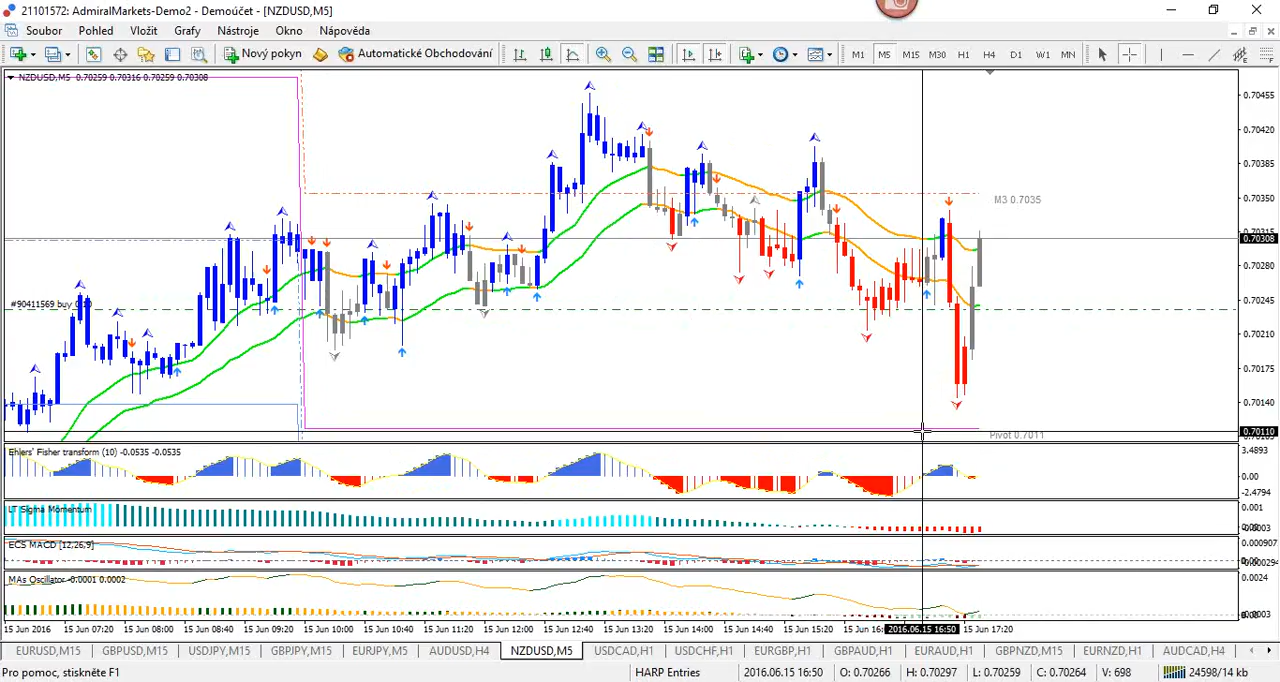 21101572: AdmiralMarkets-Demo2 - Demoúčet - [NZDUSD,M5]
Soubor Pohled Vložit Grafy Nástroje Okno Nápověda
Nový pokyn Automatické Obchodování M1 M5 M15 M30 H1 H4 D1 W1 MN
NZDUSD,M5 0.70259 0.70316 0.70259 0.70308
0.70455
0.70420
0.70385
0.70350
M3 0.7035
0.70315
0.70308
0.70280
#90411569 buy
0.70245
0.70210
0.70175
0.70140
0.70110
Pivot 0.7011
Ehlers' Fisher transform (10) -0.0535 -0.0535
3.4893
0.00
-2.4794
LT Sigma Momentum
0.001
ECS MACD [12,26,9]
0.000907
MAs Oscillator -0.0001 0.0002
0.0024
15 Jun 2016 15 Jun 07:20 15 Jun 08:00 15 Jun 08:40 15 Jun 09:20 15 Jun 10:00 15 Jun 10:40 15 Jun 11:20 15 Jun 12:00 15 Jun 12:40 15 Jun 13:20 15 Jun 14:00 15 Jun 14:40 15 Jun 15:20 15 Jun 16: 2016.06.15 16:50 15 Jun 17:20
EURUSD,M15 GBPUSD,M15 USDJPY,M15 GBPJPY,M15 EURJPY,M5 AUDUSD,H4 NZDUSD,M5 USDCAD,H1 USDCHF,H1 EURGBP,H1 GBPAUD,H1 EURAUD,H1 GBPNZD,M15 EURNZD,H1 AUDCAD,H4
Pro pomoc, stiskněte F1 HARP Entries 2016.06.15 16:50 O: 0.70266 H: 0.70297 L: 0.70259 C: 0.70264 V: 698 24598/14 kb